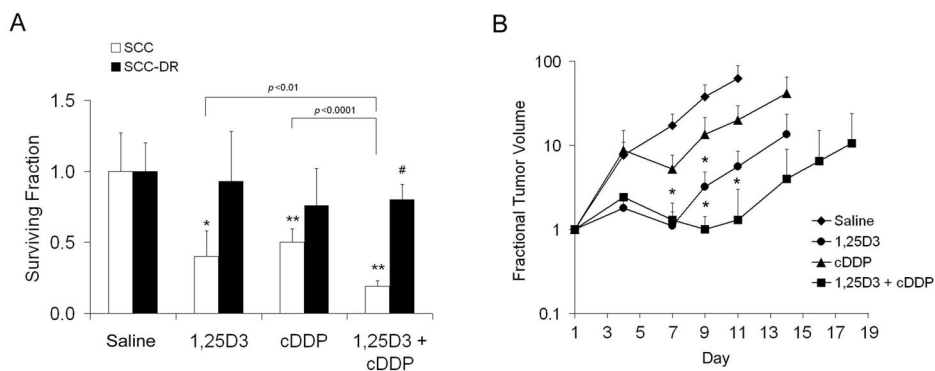 A
SCC
SCC-DR
p<0.01
p<0.0001
1.5
1.0
0.5
0.0
Surviving Fraction
*
**
**
#
Saline
1,25D3
cDDP
1,25D3 +
cDDP
B
100
10
1
0.1
Fractional Tumor Volume
*
*
*
*
Saline
1,25D3
cDDP
1,25D3 + cDDP
1 3 5 7 9 11 13 15 17 19
Day